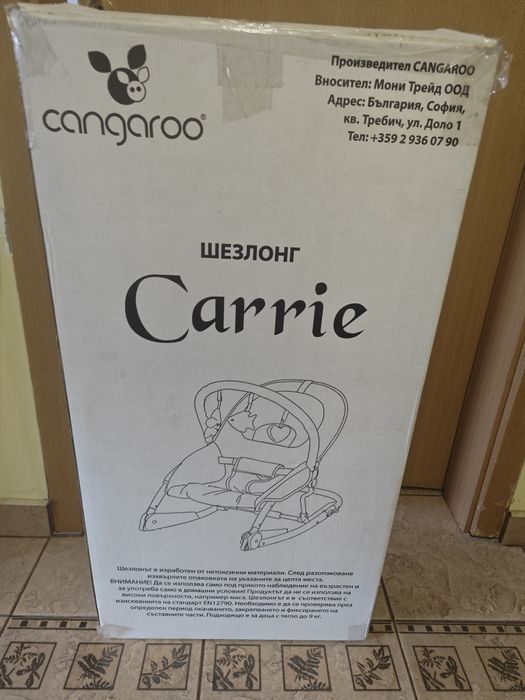 cangaroo®
Производител CANGAROO
Вносител: Мони Трейд ООД
Адрес: България, София,
кв. Требич, ул. Доло 1
Тел: +359 2 936 07 90
ШЕЗЛОНГ
Carrie
Шезлонгът е изработен от нетоксични материали. След разопаковане
изхвърлете опаковката на указаните за целта места.
ВНИМАНИЕ! Да се използва само под прякото наблюдение на възрастен и
за употреба само в домашни условия! Продуктът да не се използва на
високи повърхности, например маса. Шезлонгът е в съответствие с
изискванията на стандарт EN12790. Необходимо е да се проверява през
определен период окачването, закрепването и фиксирането на
съставните части. Подходящо е за деца с тегло до 9 кг.